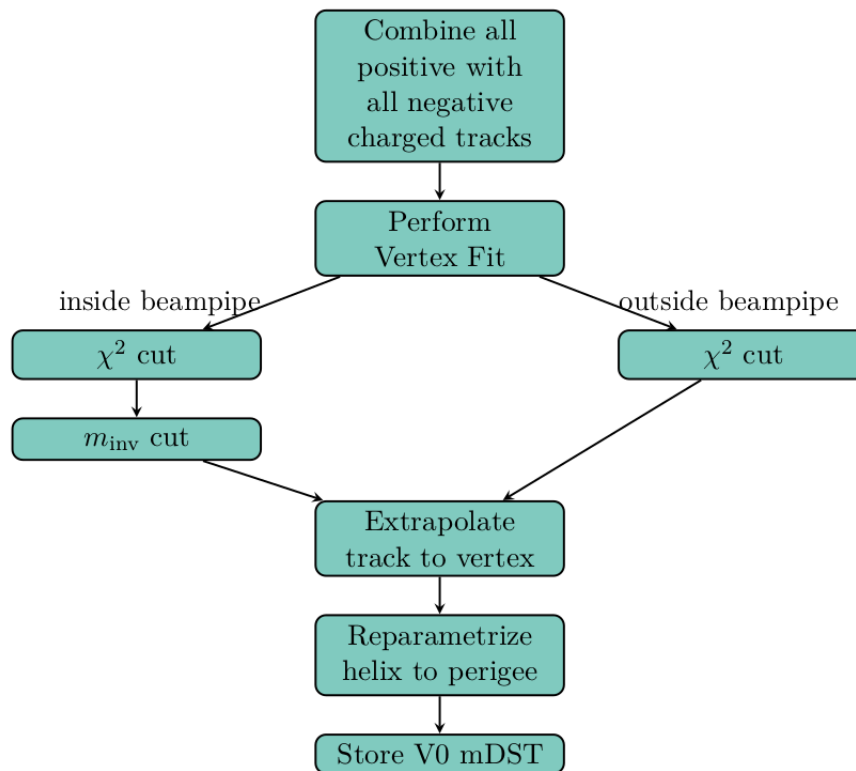 Combine all
positive with
all negative
charged tracks
Perform
Vertex Fit
inside beampipe
outside beampipe
χ² cut
χ² cut
m_inv cut
Extrapolate
track to vertex
Reparametrize
helix to perigee
Store V0 mDST